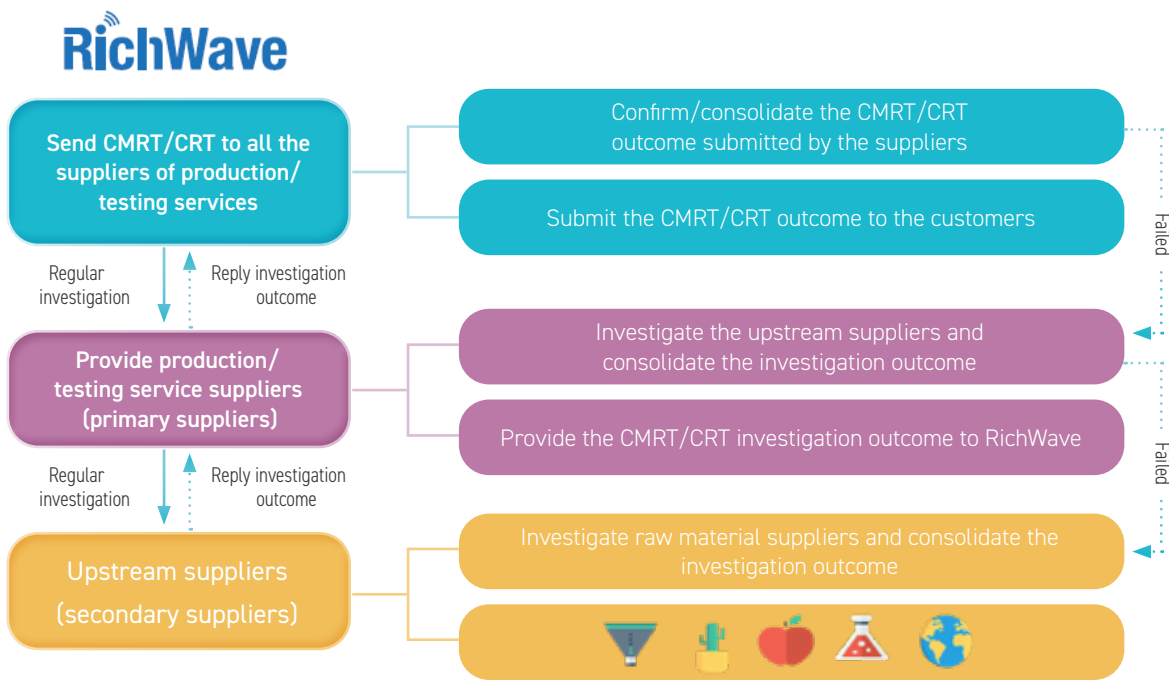 RichWave
Send CMRT/CRT to all the
suppliers of production/
testing services
Confirm/consolidate the CMRT/CRT
outcome submitted by the suppliers
Submit the CMRT/CRT outcome to the customers
Failed
Regular
investigation
Reply investigation
outcome
Provide production/
testing service suppliers
(primary suppliers)
Investigate the upstream suppliers and
consolidate the investigation outcome
Provide the CMRT/CRT investigation outcome to RichWave
Failed
Regular
investigation
Reply investigation
outcome
Upstream suppliers
(secondary suppliers)
Investigate raw material suppliers and consolidate the
investigation outcome